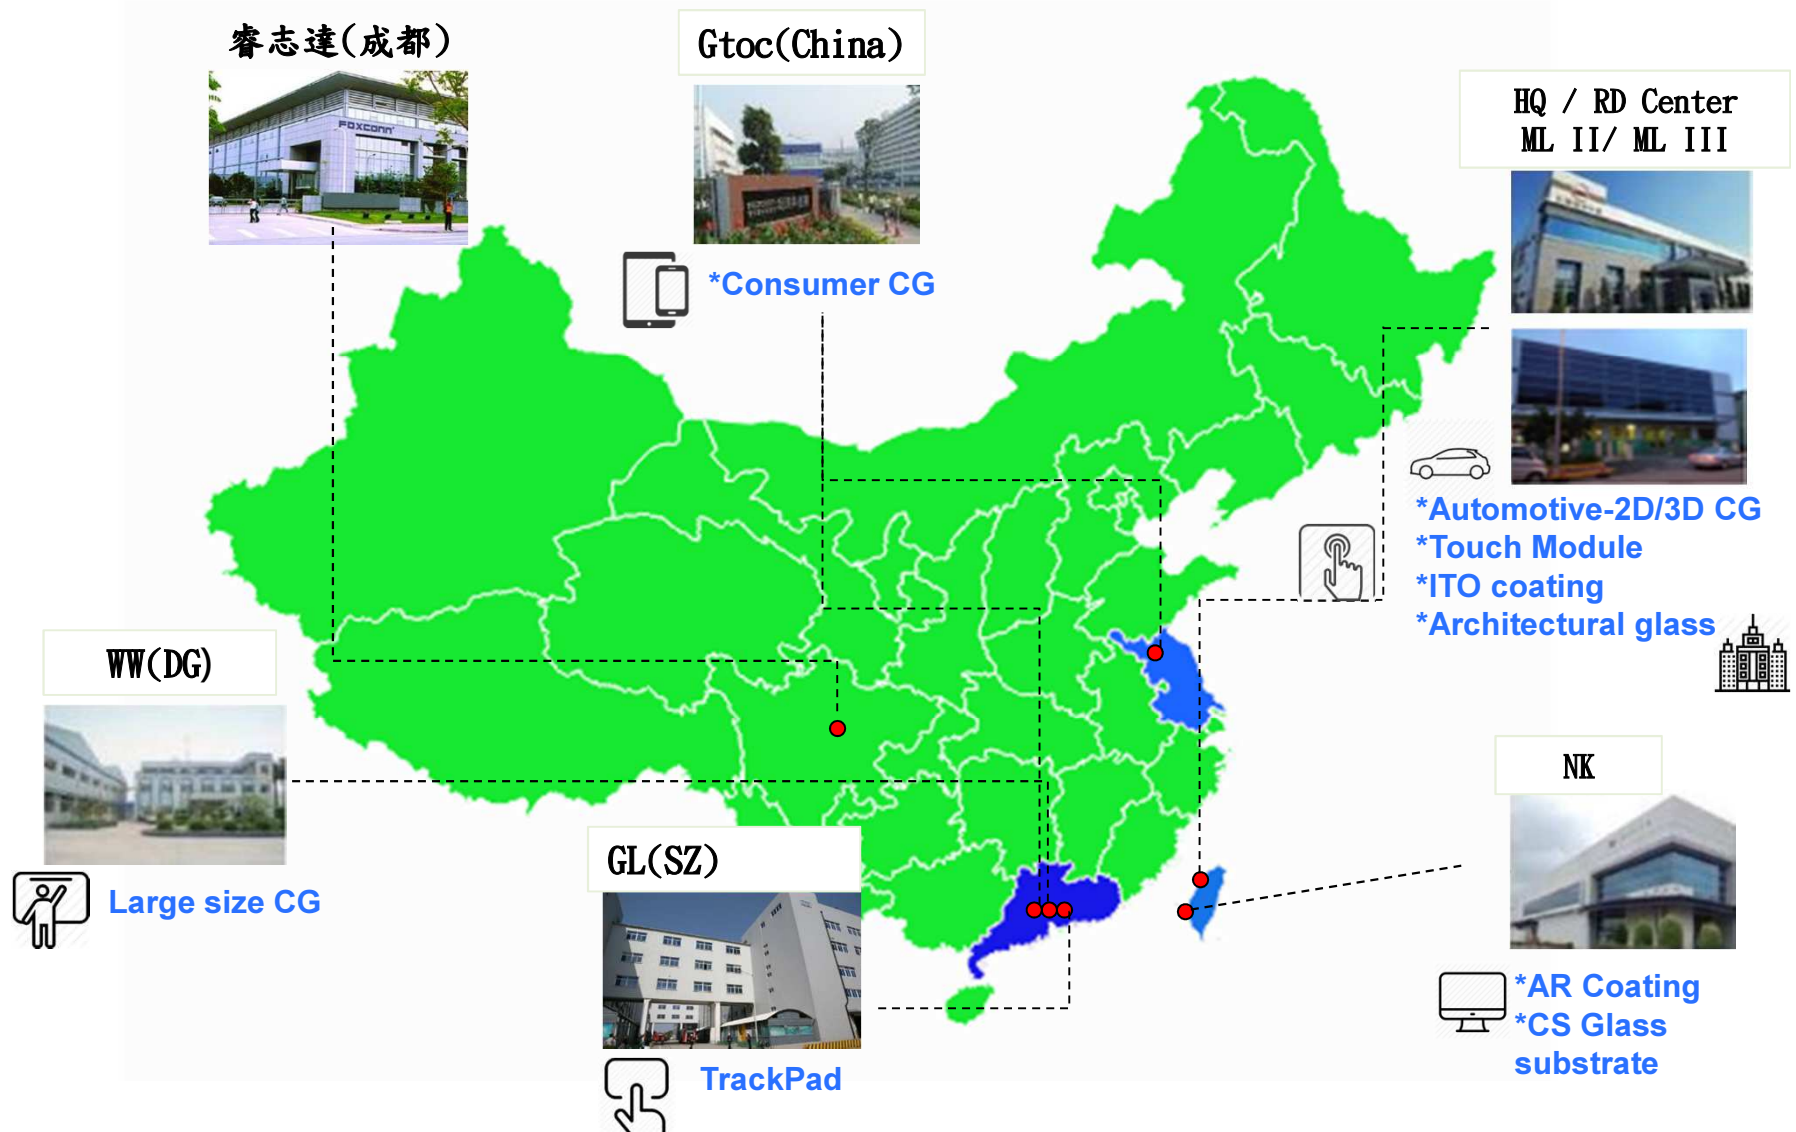 睿志達(成都)
FOXCONN
Gtoc(China)
*Consumer CG
HQ / RD Center
ML II/ ML III
*Automotive-2D/3D CG
*Touch Module
*ITO coating
*Architectural glass
WW(DG)
Large size CG
GL(SZ)
TrackPad
NK
*AR Coating
*CS Glass
substrate